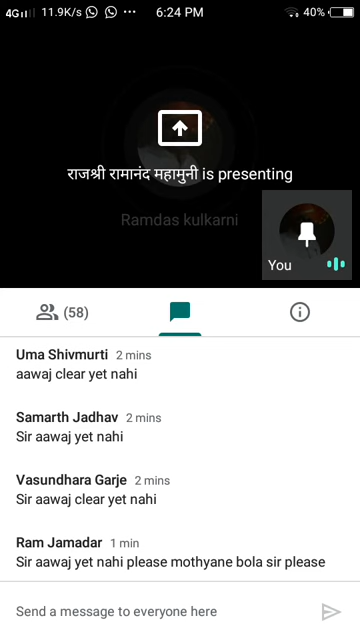 4G 11.9K/s 6:24 PM 40%
राजश्री रामानंद महामुनी is presenting
Ramdas kulkarni
You
(58)
Uma Shivmurti 2 mins
aawaj clear yet nahi
Samarth Jadhav 2 mins
Sir aawaj yet nahi
Vasundhara Garje 2 mins
Sir aawaj clear yet nahi
Ram Jamadar 1 min
Sir aawaj yet nahi please mothyane bola sir please
Send a message to everyone here